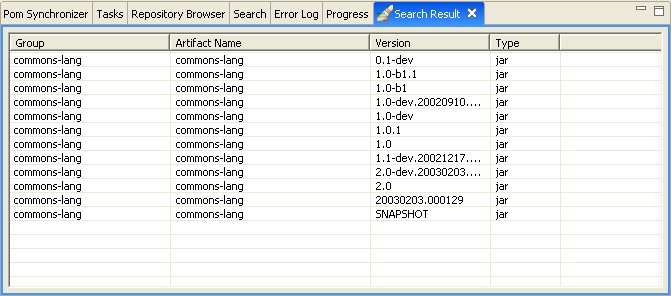 Pom Synchronizer Tasks Repository Browser Search Error Log Progress Search Result
Group Artifact Name Version Type
commons-lang commons-lang 0.1-dev jar
commons-lang commons-lang 1.0-b1.1 jar
commons-lang commons-lang 1.0-b1 jar
commons-lang commons-lang 1.0-dev.20020910.... jar
commons-lang commons-lang 1.0-dev jar
commons-lang commons-lang 1.0.1 jar
commons-lang commons-lang 1.0 jar
commons-lang commons-lang 1.1-dev.20021217.... jar
commons-lang commons-lang 2.0-dev.20030203.... jar
commons-lang commons-lang 2.0 jar
commons-lang commons-lang 20030203.000129 jar
commons-lang commons-lang SNAPSHOT jar